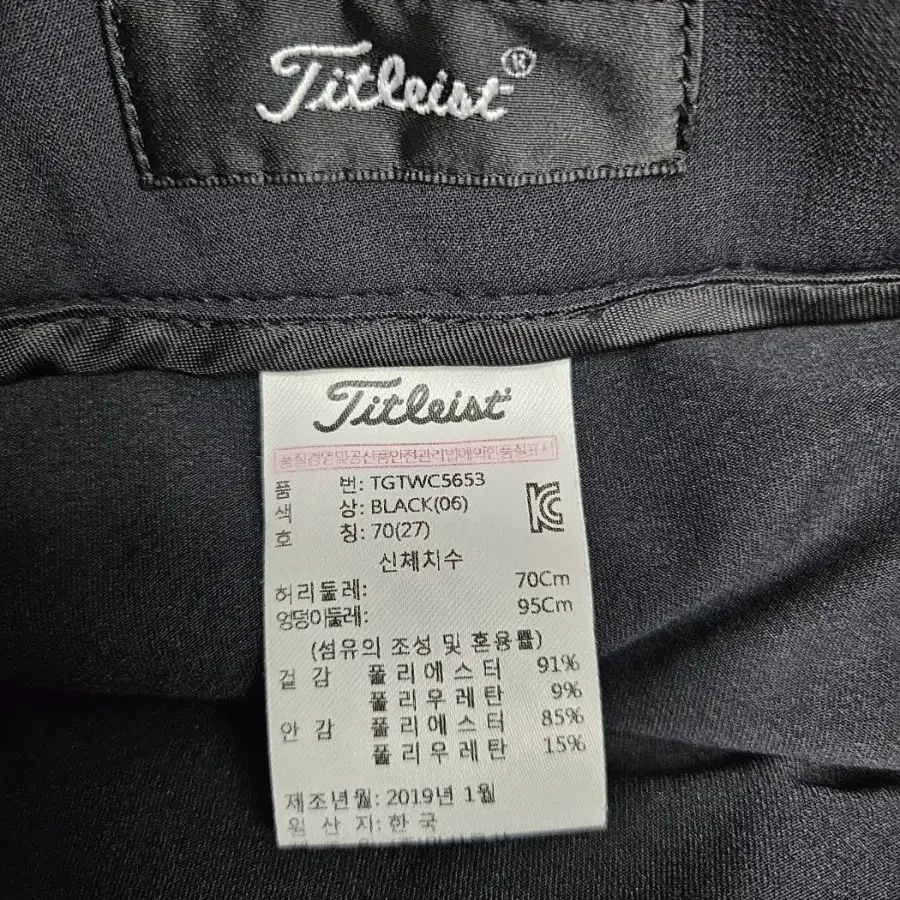 Titleist®
Titleist
품질경영및공산품안전관리법에의한품질표시
품 번: TGTWC5653
색 상: BLACK(06)
호 칭: 70(27)
신체치수
허리둘레: 70Cm
엉덩이둘레: 95Cm
(섬유의 조성 및 혼용률)
겉 감 폴리에스터 91%
폴리우레탄 9%
안 감 폴리에스터 85%
폴리우레탄 15%
제조년월: 2019년 1월
원 산 지: 한 국